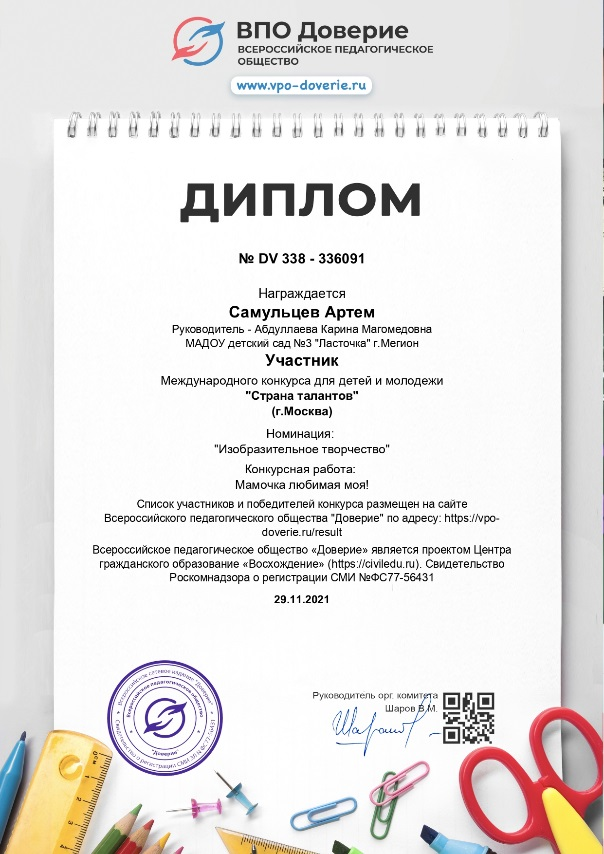 ВПО Доверие
ВСЕРОССИЙСКОЕ ПЕДАГОГИЧЕСКОЕ
ОБЩЕСТВО
www.vpo-doverie.ru
ДИПЛОМ
№ DV 338 - 336091
Награждается
Самульцев Артем
Руководитель - Абдуллаева Карина Магомедовна
МАДОУ детский сад №3 "Ласточка" г.Мегион
Участник
Международного конкурса для детей и молодежи
"Страна талантов"
(г.Москва)
Номинация:
"Изобразительное творчество"
Конкурсная работа:
Мамочка любимая моя!
Список участников и победителей конкурса размещен на сайте
Всероссийского педагогического общества "Доверие" по адресу: https://vpo-
doverie.ru/result
Всероссийское педагогическое общество «Доверие» является проектом Центра
гражданского образование «Восхождение» (https://civiledu.ru). Свидетельство
Роскомнадзора о регистрации СМИ №ФС77-56431
29.11.2021
Всероссийское педагогическое общество
"Доверие"
Руководитель орг. комитета
Шаров В.М.